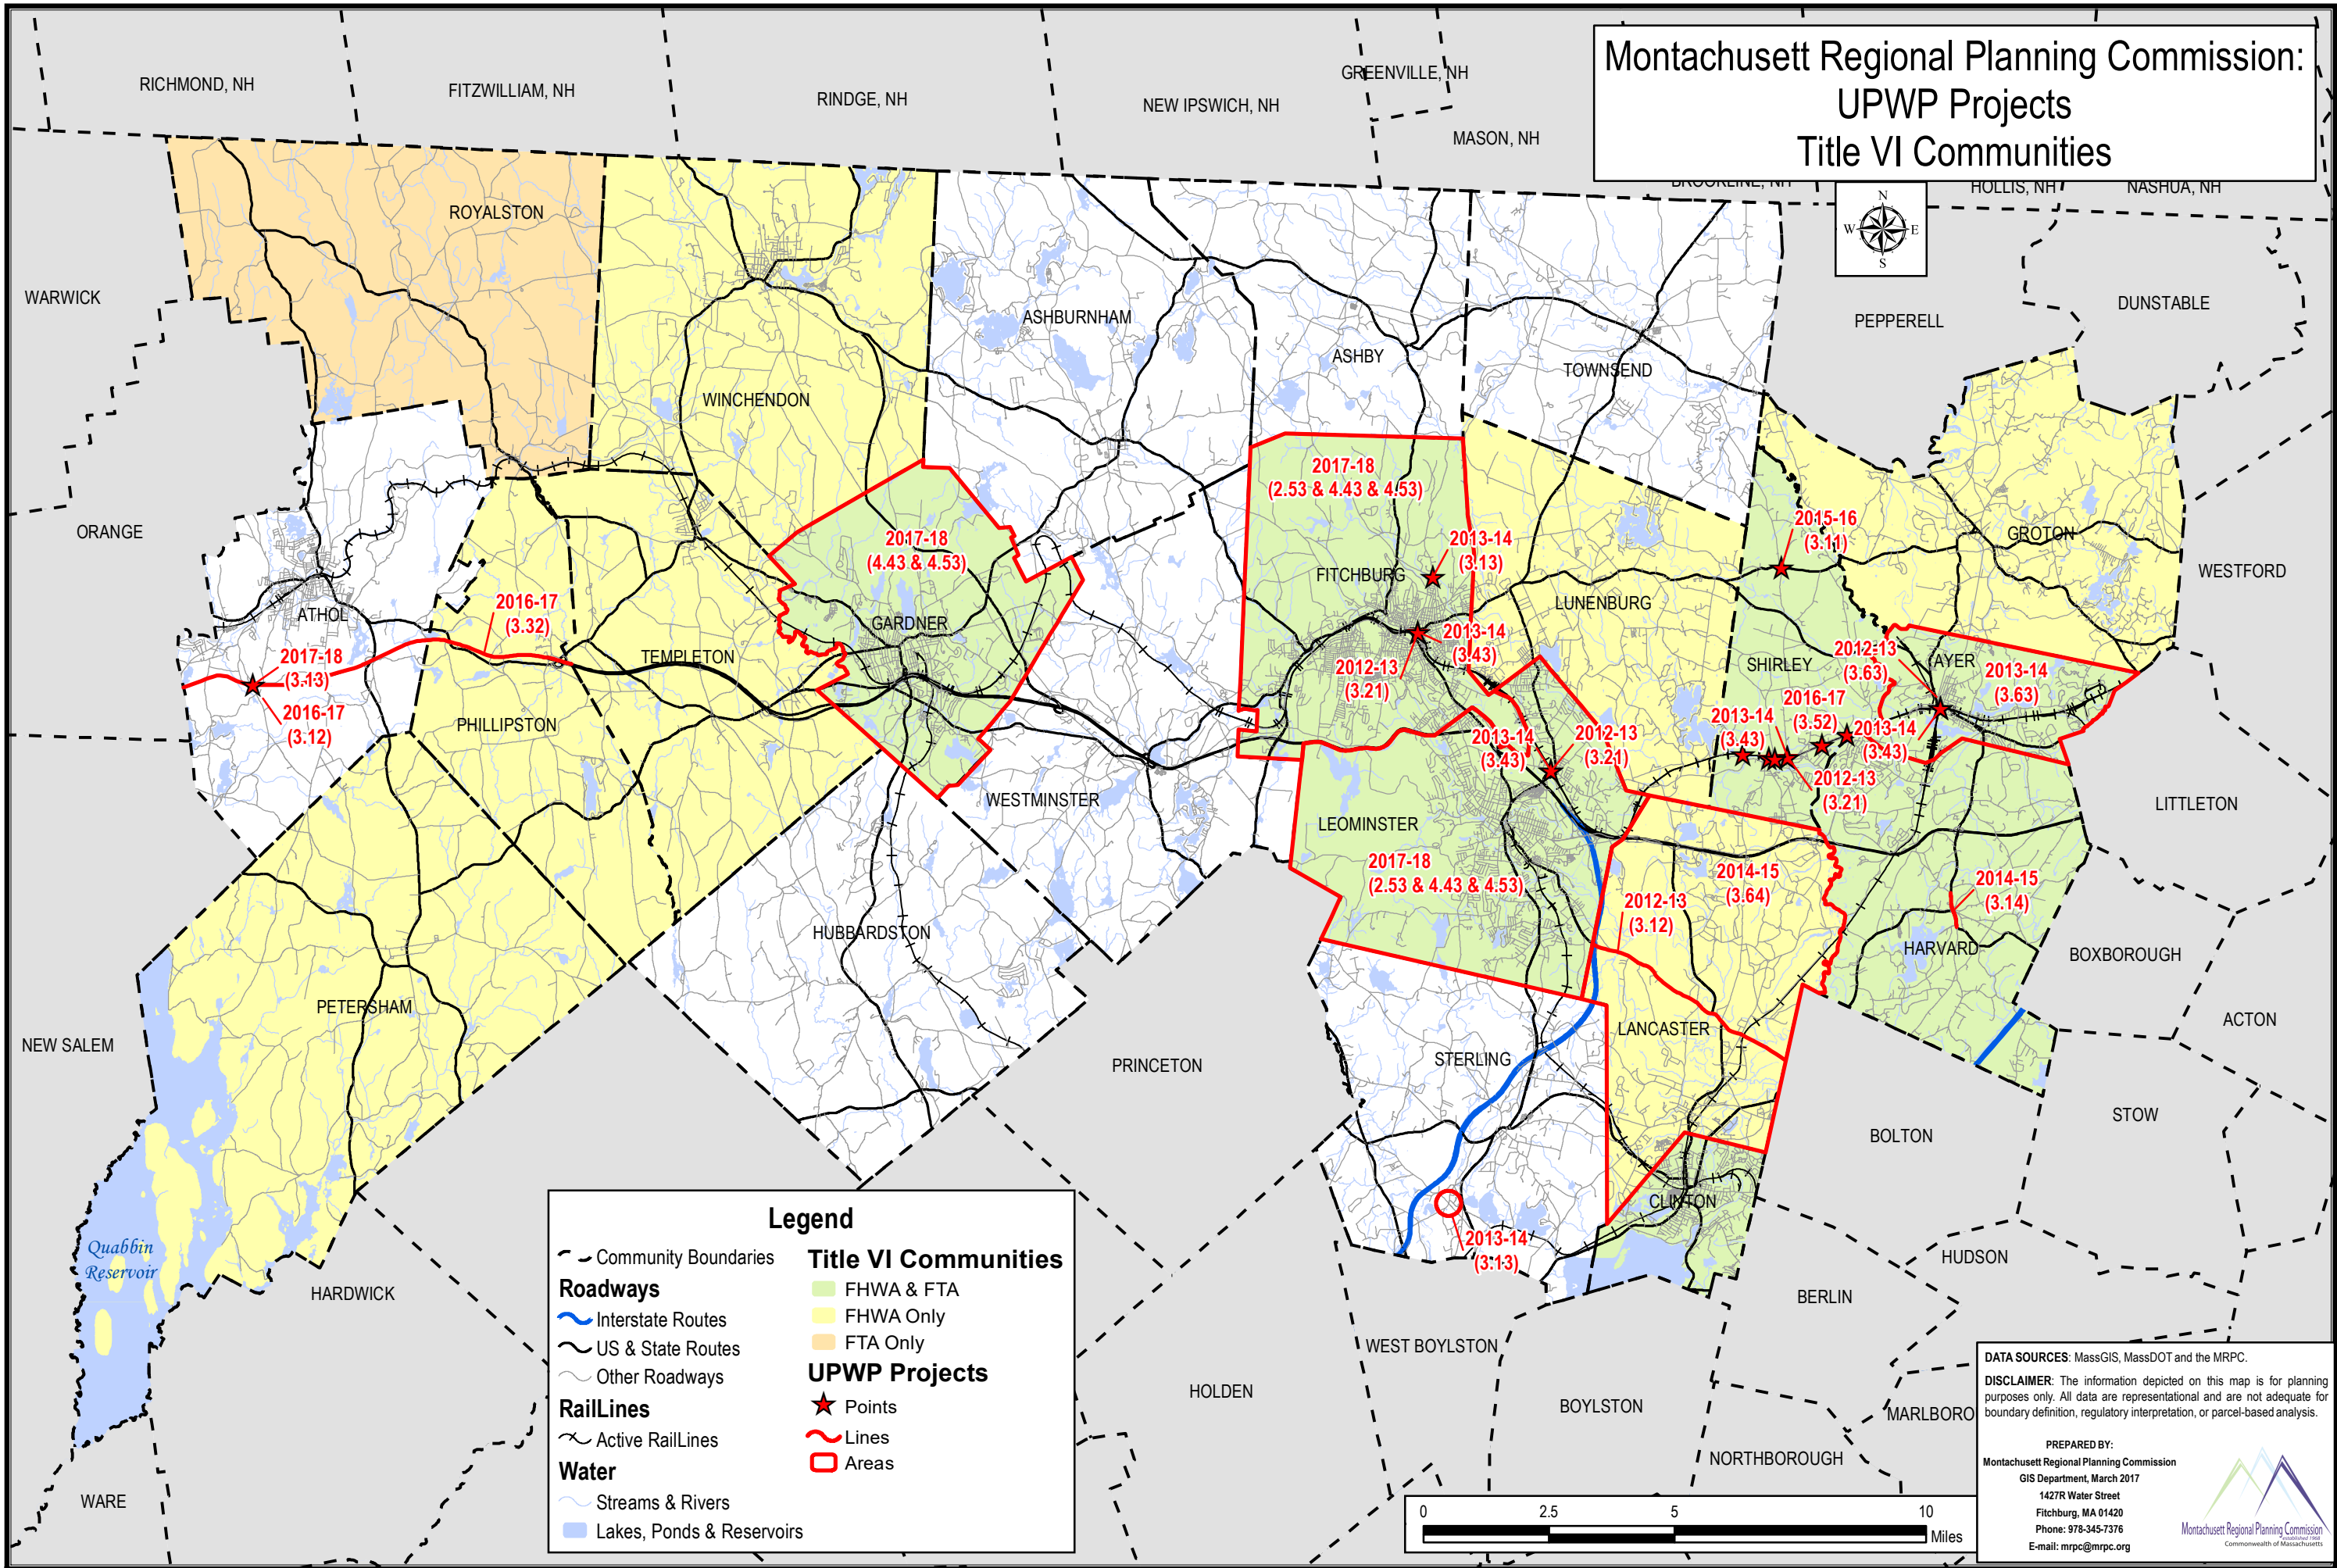 Montachusett Regional Planning Commission:
UPWP Projects
Title VI Communities
RICHMOND, NH
FITZWILLIAM, NH
RINDGE, NH
NEW IPSWICH, NH
GREENVILLE, NH
MASON, NH
BROOKLINE, NH
HOLLIS, NH
NASHUA, NH
N
W
E
S
WARWICK
ROYALSTON
WINCHENDON
ASHBURNHAM
ASHBY
TOWNSEND
PEPPERELL
DUNSTABLE
ORANGE
ATHOL
2016-17
(3.32)
2017-18
(3.13)
2016-17
(3.12)
PHILLIPSTON
TEMPLETON
2017-18
(4.43 & 4.53)
GARDNER
WESTMINSTER
2017-18
(2.53 & 4.43 & 4.53)
FITCHBURG
2013-14
(3.13)
2013-14
(3.43)
2012-13
(3.21)
LUNENBURG
2015-16
(3.11)
GROTON
WESTFORD
SHIRLEY
2012-13
(3.63)
AYER
2013-14
(3.63)
2016-17
(3.52)
2013-14
(3.43)
2013-14
(3.43)
2012-13
(3.21)
2013-14
(3.43)
2012-13
(3.21)
LEOMINSTER
2017-18
(2.53 & 4.43 & 4.53)
2014-15
(3.64)
2012-13
(3.12)
2014-15
(3.14)
HARVARD
LITTLETON
BOXBOROUGH
ACTON
HUBBARDSTON
PETERSHAM
NEW SALEM
PRINCETON
STERLING
LANCASTER
STOW
BOLTON
CLINTON
2013-14
(3.13)
HUDSON
BERLIN
Quabbin
Reservoir
HARDWICK
WARE
HOLDEN
WEST BOYLSTON
BOYLSTON
NORTHBOROUGH
MARLBORO
Legend
Community Boundaries
Roadways
Interstate Routes
US & State Routes
Other Roadways
RailLines
Active RailLines
Water
Streams & Rivers
Lakes, Ponds & Reservoirs
Title VI Communities
FHWA & FTA
FHWA Only
FTA Only
UPWP Projects
Points
Lines
Areas
0
2.5
5
10
Miles
DATA SOURCES: MassGIS, MassDOT and the MRPC.
DISCLAIMER: The information depicted on this map is for planning
purposes only. All data are representational and are not adequate for
boundary definition, regulatory interpretation, or parcel-based analysis.
PREPARED BY:
Montachusett Regional Planning Commission
GIS Department, March 2017
1427R Water Street
Fitchburg, MA 01420
Phone: 978-345-7376
E-mail: mrpc@mrpc.org
Montachusett Regional Planning Commission
established 1968
Commonwealth of Massachusetts